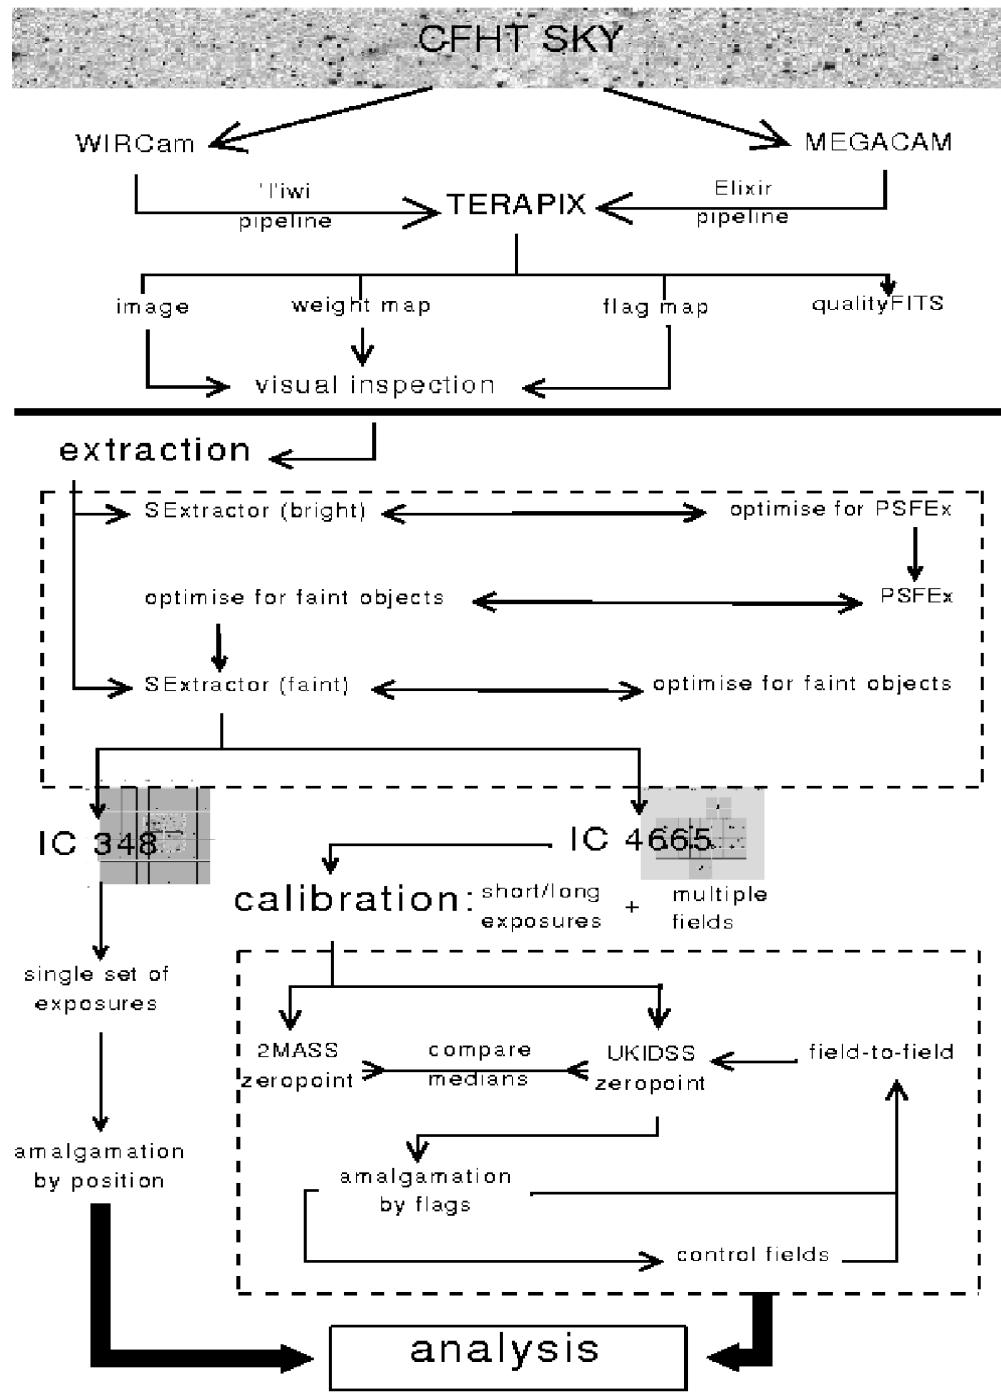 CFHT SKY
WIRCam
MEGACAM
'I'iwi
pipeline
TERAPIX
Elixir
pipeline
image
weight map
flag map
qualityFITS
visual inspection
extraction
SExtractor (bright)
optimise for PSFEx
optimise for faint objects
PSFEx
SExtractor (faint)
optimise for faint objects
IC 348
IC 4665
calibration:
short/long
exposures
+
multiple
fields
single set of
exposures
2MASS
zeropoint
compare
medians
UKIDSS
zeropoint
field-to-field
amalgamation
by position
amalgamation
by flags
control fields
analysis